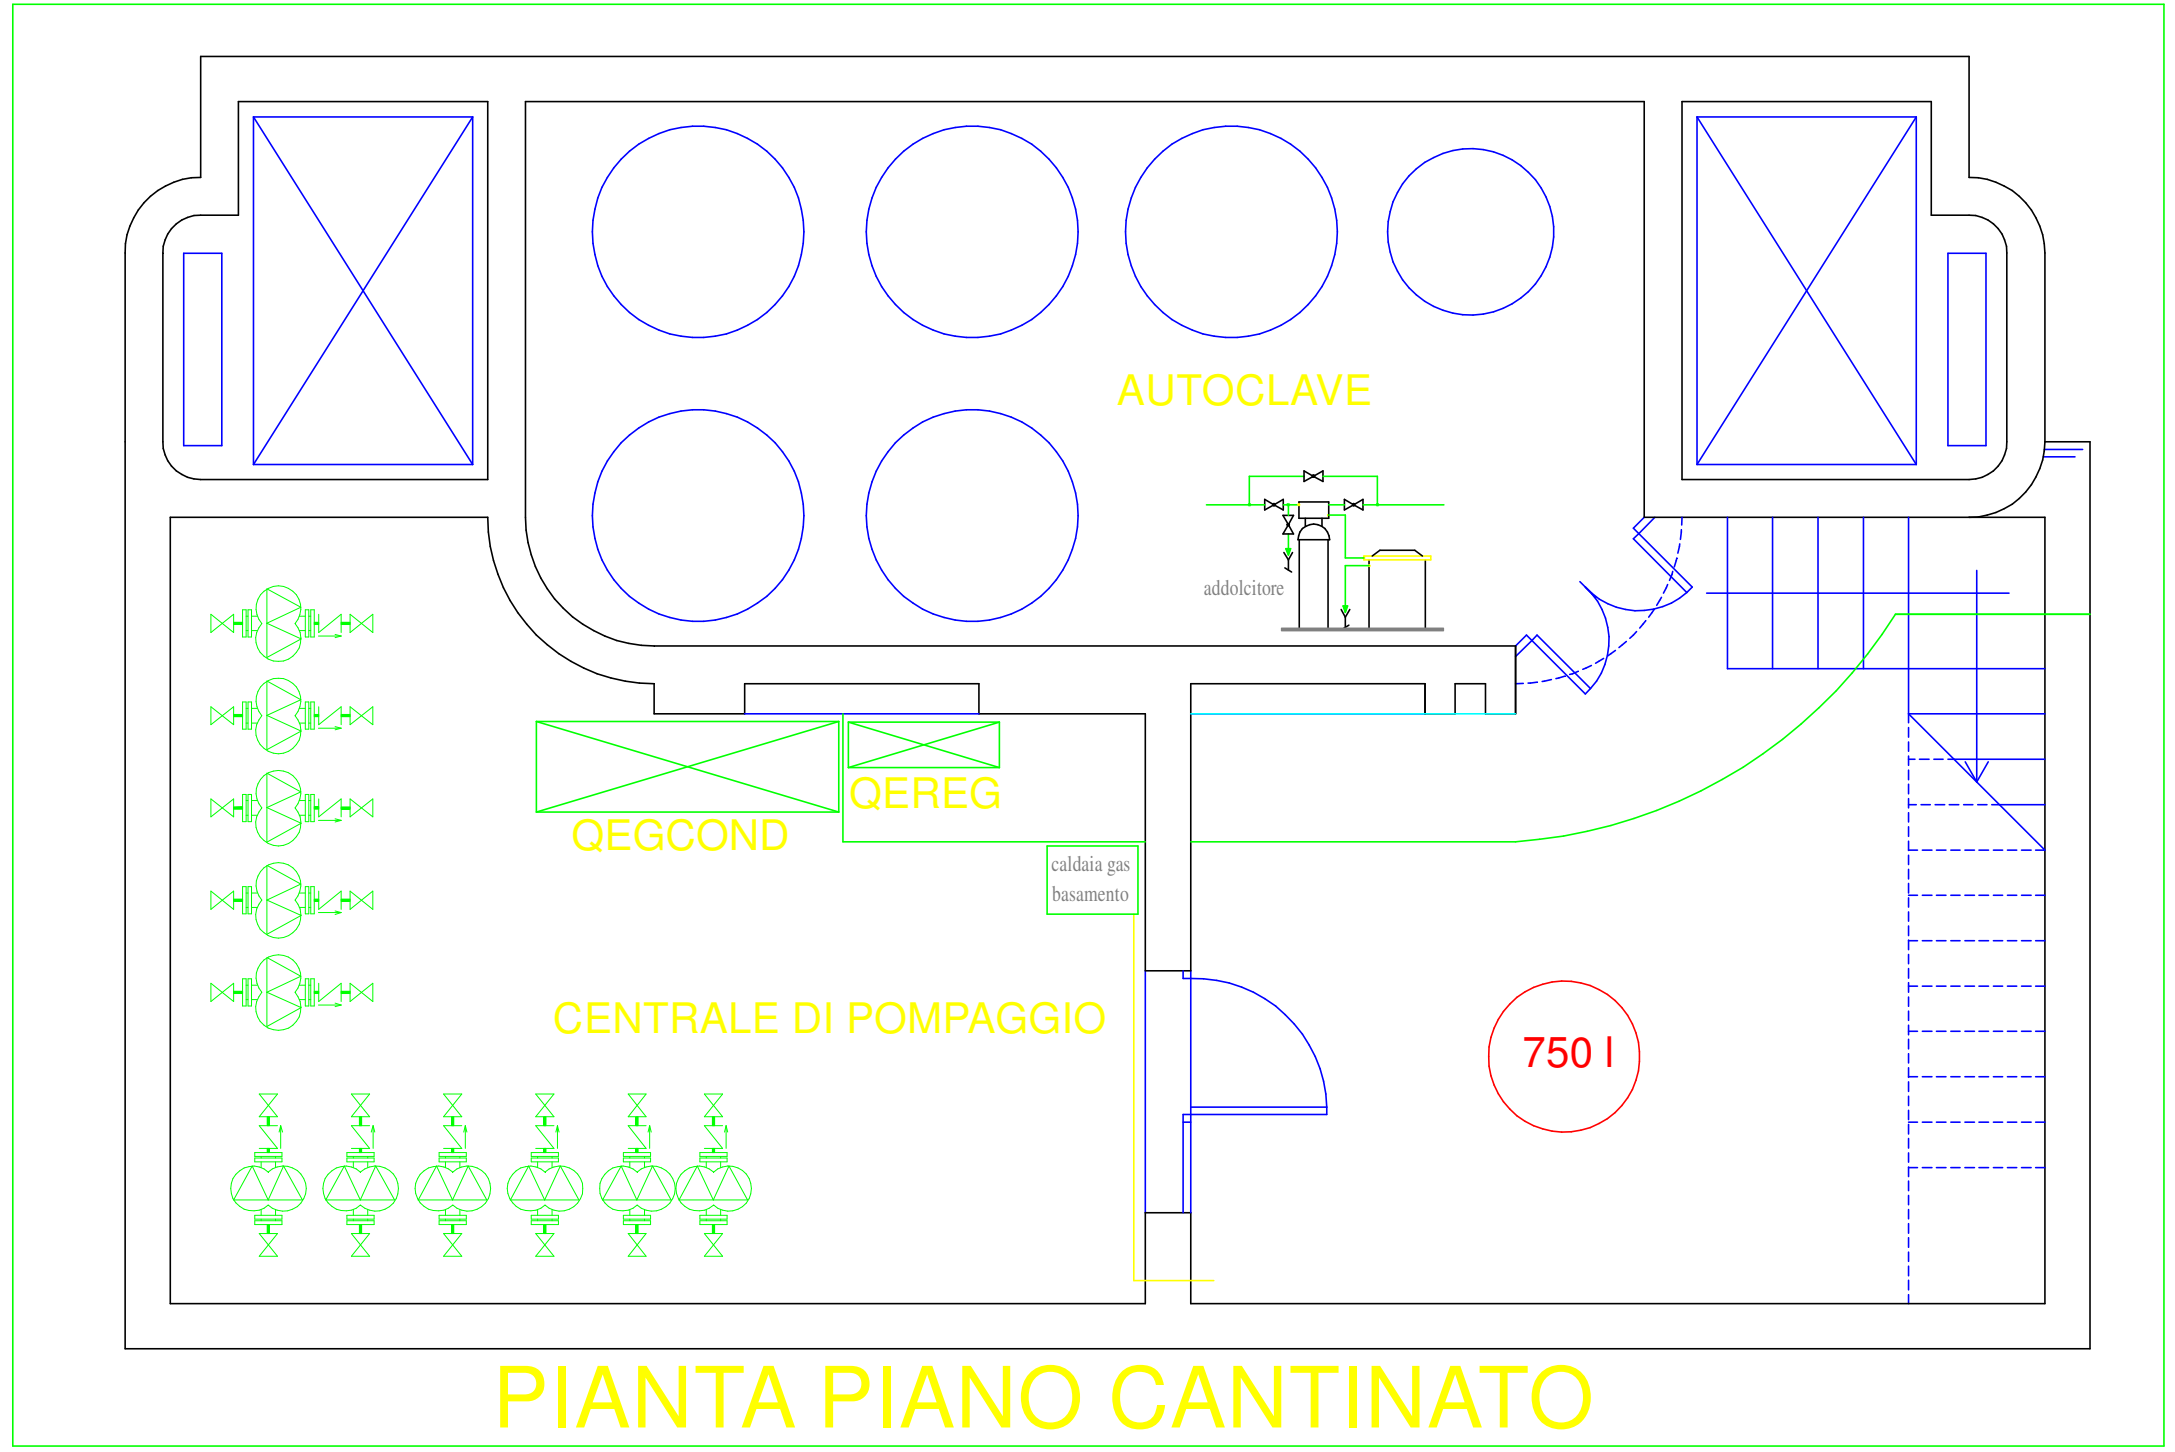 AUTOCLAVE
addolcitore
QEREG
QEGCOND
caldaia gas
basamento
CENTRALE DI POMPAGGIO
750 l
PIANTA PIANO CANTINATO